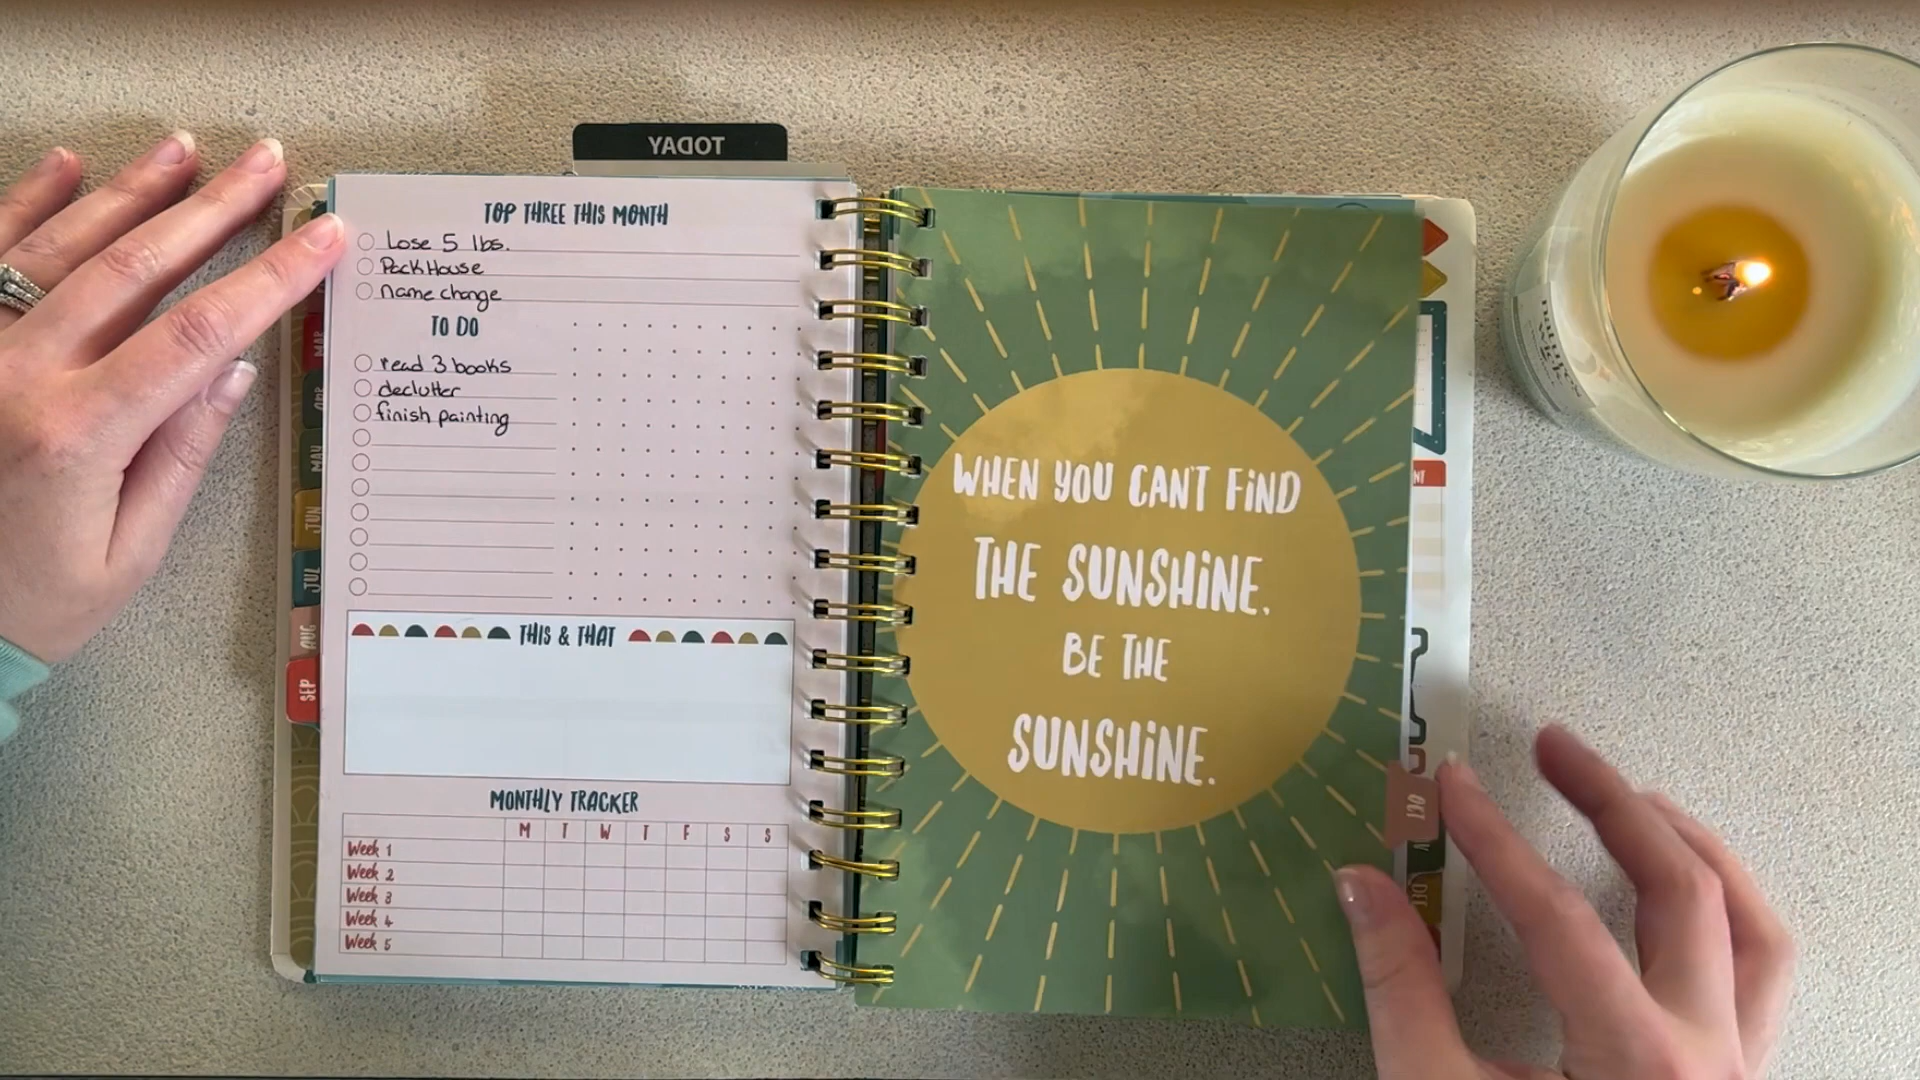 TODAY
TOP THREE THIS MONTH
Lose 5 lbs.
Pack House
name change
TO DO
read 3 books
declutter
finish painting
THIS & THAT
MONTHLY TRACKER
M T W T F S S
Week 1
Week 2
Week 3
Week 4
Week 5
MAR
APR
MAY
JUN
JUL
AUG
SEP
WHEN YOU CAN'T FIND
THE SUNSHINE.
BE THE
SUNSHINE.
OCT
DEC